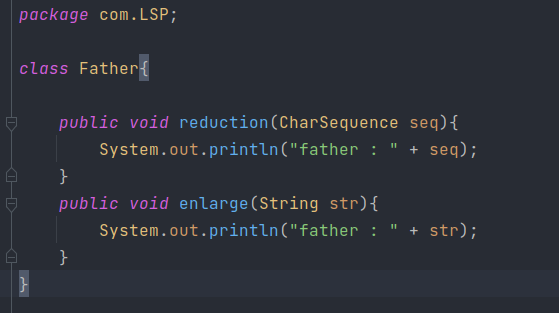 package com.LSP;
class Father{
public void reduction(CharSequence seq){
System.out.println("father : " + seq);
}
public void enlarge(String str){
System.out.println("father : " + str);
}
}